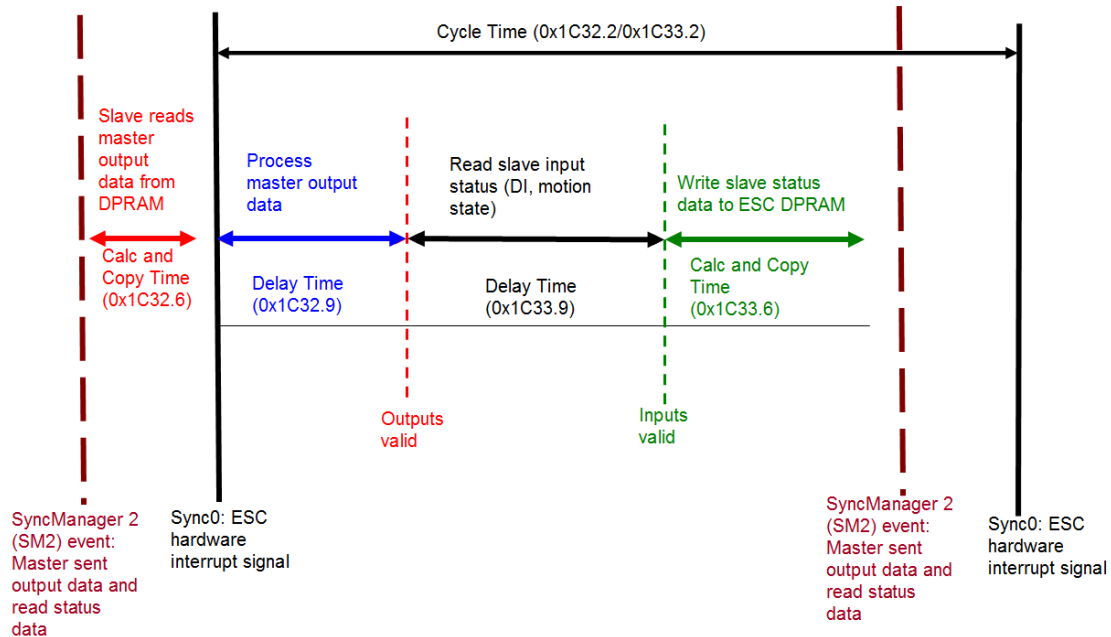 Cycle Time (0x1C32.2/0x1C33.2)
Slave reads
master
output
data from
DPRAM
Process
master output
data
Read slave input
status (DI, motion
state)
Write slave status
data to ESC DPRAM
Calc and
Copy Time
(0x1C32.6)
Delay Time
(0x1C32.9)
Delay Time
(0x1C33.9)
Calc and Copy
Time
(0x1C33.6)
Outputs
valid
Inputs
valid
SyncManager 2
(SM2) event:
Master sent
output data and
read status
data
Sync0: ESC
hardware
interrupt signal
SyncManager 2
(SM2) event:
Master sent
output data and
read status
data
Sync0: ESC
hardware
interrupt signal